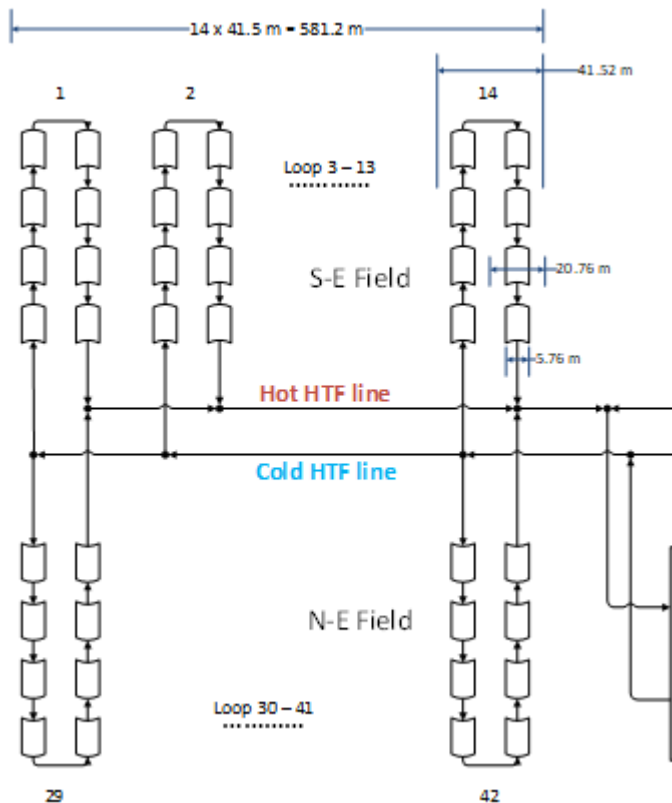 14 x 41.5 m = 581.2 m
41.52 m
1
2
14
Loop 3 – 13
S-E Field
20.76 m
5.76 m
Hot HTF line
Cold HTF line
N-E Field
Loop 30 – 41
29
42